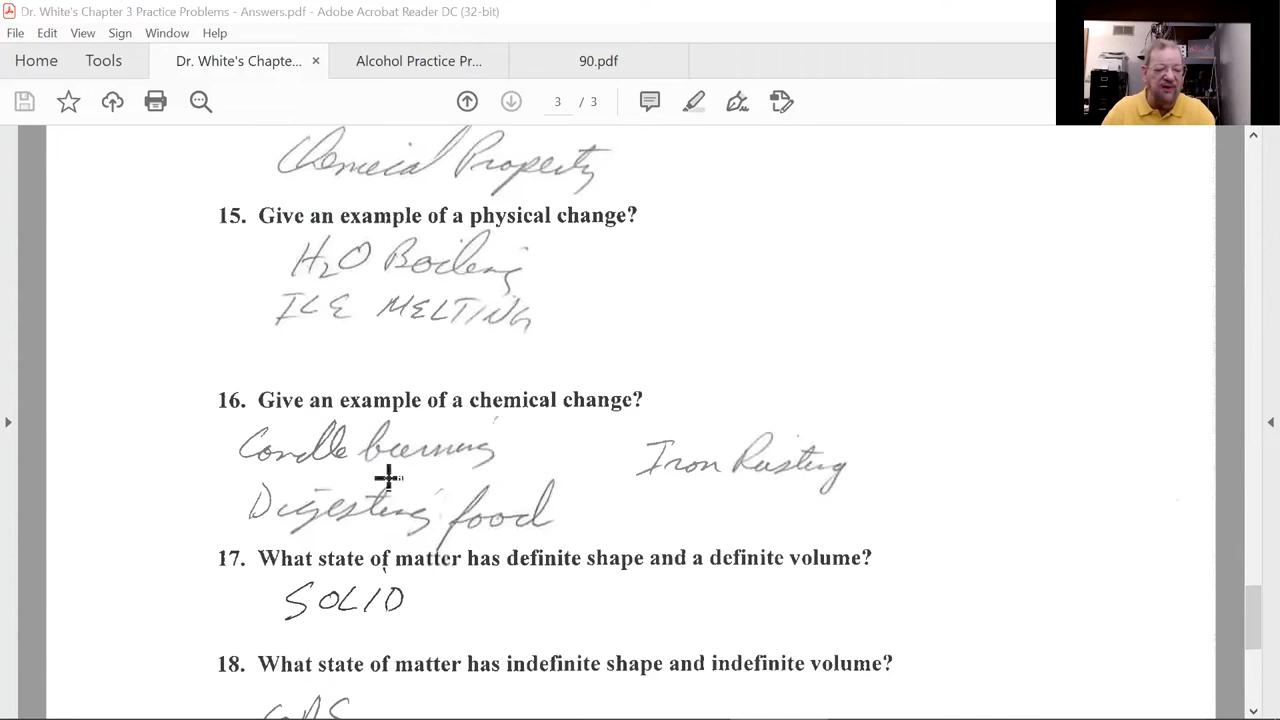 Dr. White's Chapter 3 Practice Problems - Answers.pdf - Adobe Acrobat Reader DC (32-bit)
File Edit View Sign Window Help
Home Tools Dr. White's Chapte... × Alcohol Practice Pr... 90.pdf
3 / 3
Chemical Property
15. Give an example of a physical change?
H2O Boiling
ICE MELTING
16. Give an example of a chemical change?
Candle burning Iron Rusting
Digesting food
17. What state of matter has definite shape and a definite volume?
SOLID
18. What state of matter has indefinite shape and indefinite volume?
GAS